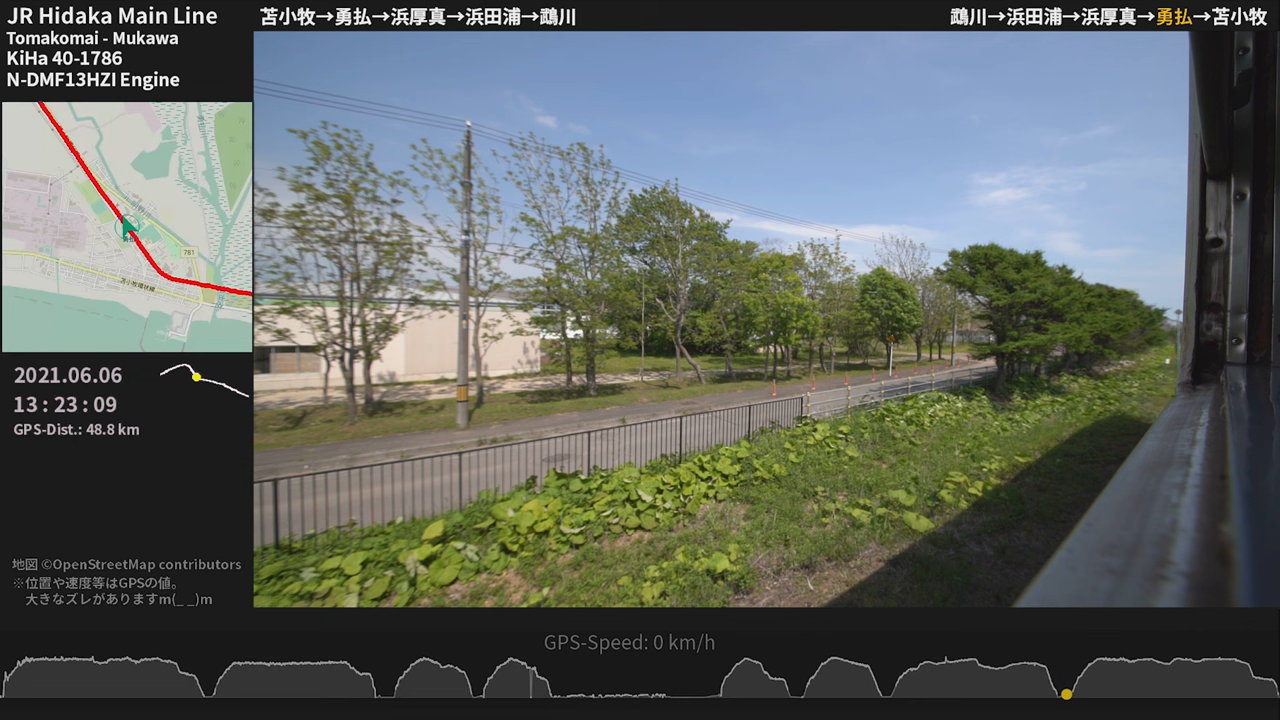 JR Hidaka Main Line
Tomakomai - Mukawa
KiHa 40-1786
N-DMF13HZI Engine
苫小牧→勇払→浜厚真→浜田浦→鵡川
鵡川→浜田浦→浜厚真→勇払→苫小牧
781
2021.06.06
13:23:09
GPS-Dist.: 48.8 km
地図 ©OpenStreetMap contributors
※位置や速度等はGPSの値。
大きなズレがありますm(_ _)m
GPS-Speed: 0 km/h